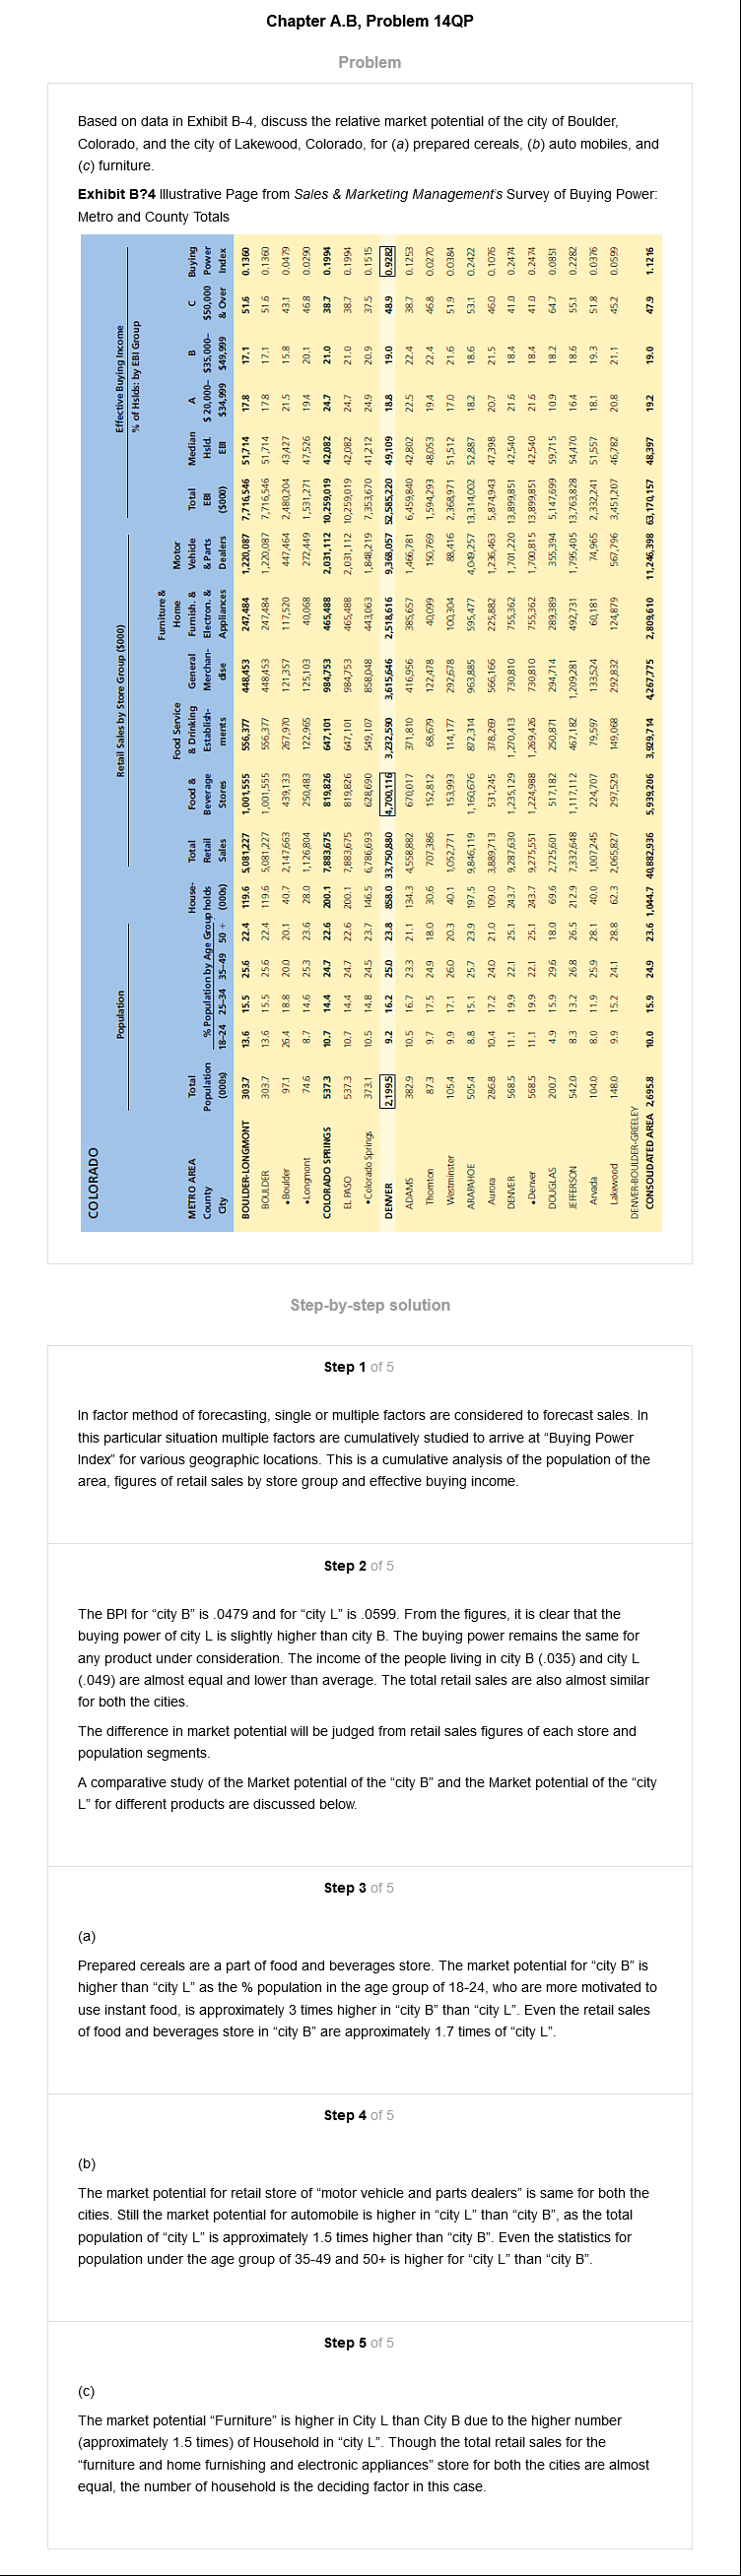 Chapter A.B, Problem 14QP
Problem
Based on data in Exhibit B-4, discuss the relative market potential of the city of Boulder,
Colorado, and the city of Lakewood, Colorado, for (a) prepared cereals, (b) auto mobiles, and
(c) furniture.
Exhibit B?4 Illustrative Page from Sales & Marketing Management's Survey of Buying Power:
Metro and County Totals
COLORADO
Population
Retail Sales by Store Group ($000)
Effective Buying Income
% of Hslds: by EBI Group
METRO AREA County City
Total Population (000s)
% Population by Age Group
18–24 25–34 35–49 50 +
House-holds (000s)
Total Retail Sales
Food & Beverage Stores
Food Service & Drinking Establish-ments
General Merchan-dise
Furniture & Home Furnish. & Electron. & Appliances
Motor Vehicle & Parts Dealers
Total EBI ($000)
Median Hsld. EBI
A $ 20,000– $34,999
B $35,000– $49,999
C $50,000 & Over
Buying Power Index
BOULDER-LONGMONT 303.7 13.6 15.5 25.6 22.4 119.6 5,081,227 1,001,555 556,377 448,453 247,484 1,220,087 7,716,546 51,714 17.8 17.1 51.6 0.1360
BOULDER 303.7 13.6 15.5 25.6 22.4 119.6 5,081,227 1,001,555 556,377 448,453 247,484 1,220,087 7,716,546 51,714 17.8 17.1 51.6 0.1360
• Boulder 97.1 26.4 18.8 20.0 20.1 40.7 2,147,663 439,133 267,970 121,357 117,520 447,464 2,480,204 43,427 21.5 15.8 43.1 0.0479
• Longmont 74.6 8.7 14.6 25.3 23.6 28.0 1,126,804 250,483 122,965 125,103 40,068 272,449 1,531,271 47,526 19.4 20.1 46.8 0.0290
COLORADO SPRINGS 537.3 10.7 14.4 24.7 22.6 200.1 7,883,675 819,826 647,101 984,753 465,488 2,031,112 10,259,019 42,082 24.7 21.0 38.7 0.1994
EL PASO 537.3 10.7 14.4 24.7 22.6 200.1 7,883,675 819,826 647,101 984,753 465,488 2,031,112 10,259,019 42,082 24.7 21.0 38.7 0.1994
• Colorado Springs 373.1 10.5 14.8 24.5 23.7 146.5 6,786,693 628,690 549,107 858,048 443,063 1,848,219 7,353,670 41,212 24.9 20.9 37.5 0.1515
DENVER 2,199.5 9.2 16.2 25.0 23.8 858.0 33,750,880 4,700,116 3,232,590 3,615,646 2,518,616 9,368,057 52,585,220 49,109 18.8 19.0 48.9 0.9282
ADAMS 382.9 10.5 16.7 23.3 21.1 134.3 4,558,882 670,017 371,810 416,956 385,657 1,466,781 6,459,840 42,802 22.5 22.4 38.7 0.1253
Thornton 87.3 9.7 17.5 24.9 18.0 30.6 707,386 152,812 68,679 122,478 40,099 150,769 1,594,293 48,053 19.4 22.4 46.8 0.0270
Westminster 105.4 9.9 17.1 26.0 20.3 40.1 1,052,771 153,993 114,177 292,678 100,304 88,416 2,368,971 51,512 17.0 21.6 51.9 0.0384
ARAPAHOE 505.4 8.8 15.1 25.7 23.9 197.5 9,846,119 1,160,676 872,314 963,885 595,477 4,049,257 13,314,002 52,887 18.2 18.6 53.1 0.2422
Aurora 286.8 10.4 17.2 24.0 21.0 109.0 3,889,713 531,245 378,269 566,166 225,882 1,236,463 5,874,943 47,398 20.7 21.5 46.0 0.1076
DENVER 568.5 11.1 19.9 22.1 25.1 243.7 9,287,630 1,235,129 1,270,413 730,810 755,362 1,701,220 13,899,851 42,540 21.6 18.4 41.0 0.2474
• Denver 568.5 11.1 19.9 22.1 25.1 243.7 9,275,551 1,224,988 1,269,426 730,810 755,362 1,700,815 13,899,851 42,540 21.6 18.4 41.0 0.2474
DOUGLAS 200.7 4.9 15.9 29.6 18.0 69.6 2,725,601 517,182 250,871 294,714 289,389 355,394 5,147,699 59,715 10.9 18.2 64.7 0.0851
JEFFERSON 542.0 8.3 13.2 26.8 26.5 212.9 7,332,648 1,117,112 467,182 1,209,281 492,731 1,795,405 13,763,828 54,470 16.4 18.6 55.1 0.2282
Arvada 104.0 8.0 11.9 25.9 28.1 40.0 1,007,245 224,707 79,597 133,524 60,181 74,965 2,332,241 51,557 18.1 19.3 51.8 0.0376
Lakewood 148.0 9.9 15.2 24.1 28.8 62.3 2,065,827 297,529 149,068 292,832 124,879 567,796 3,451,207 46,782 20.8 21.1 45.2 0.0599
DENVER-BOULDER-GREELEY
CONSOLIDATED AREA 2,695.8 10.0 15.9 24.9 23.6 1,044.7 40,882,936 5,939,206 3,929,714 4,267,775 2,809,610 11,246,398 63,170,157 48,397 19.2 19.0 47.9 1.1216
Step-by-step solution
Step 1 of 5
In factor method of forecasting, single or multiple factors are considered to forecast sales. In
this particular situation multiple factors are cumulatively studied to arrive at “Buying Power
Index” for various geographic locations. This is a cumulative analysis of the population of the
area, figures of retail sales by store group and effective buying income.
Step 2 of 5
The BPI for “city B” is .0479 and for “city L” is .0599. From the figures, it is clear that the
buying power of city L is slightly higher than city B. The buying power remains the same for
any product under consideration. The income of the people living in city B (.035) and city L
(.049) are almost equal and lower than average. The total retail sales are also almost similar
for both the cities.
The difference in market potential will be judged from retail sales figures of each store and
population segments.
A comparative study of the Market potential of the “city B” and the Market potential of the “city
L” for different products are discussed below.
Step 3 of 5
(a)
Prepared cereals are a part of food and beverages store. The market potential for “city B” is
higher than “city L” as the % population in the age group of 18-24, who are more motivated to
use instant food, is approximately 3 times higher in “city B” than “city L”. Even the retail sales
of food and beverages store in “city B” are approximately 1.7 times of “city L”.
Step 4 of 5
(b)
The market potential for retail store of “motor vehicle and parts dealers” is same for both the
cities. Still the market potential for automobile is higher in “city L” than “city B”, as the total
population of “city L” is approximately 1.5 times higher than “city B”. Even the statistics for
population under the age group of 35-49 and 50+ is higher for “city L” than “city B”.
Step 5 of 5
(c)
The market potential “Furniture” is higher in City L than City B due to the higher number
(approximately 1.5 times) of Household in “city L”. Though the total retail sales for the
“furniture and home furnishing and electronic appliances” store for both the cities are almost
equal, the number of household is the deciding factor in this case.